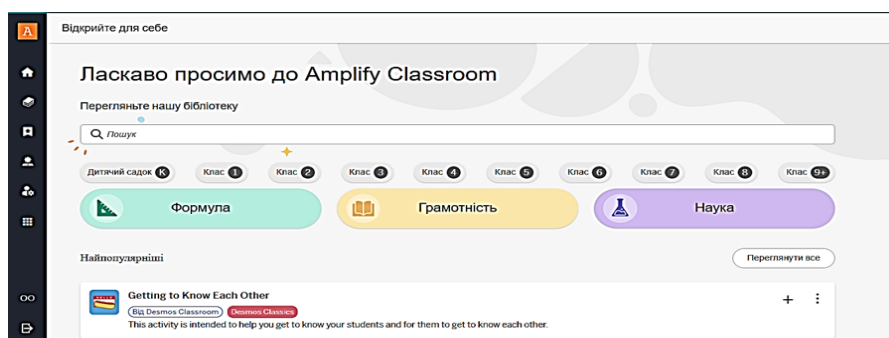 A
Відкрийте для себе
Ласкаво просимо до Amplify Classroom
Перегляньте нашу бібліотеку
Пошук
Дитячий садок K Клас 1 Клас 2 Клас 3 Клас 4 Клас 5 Клас 6 Клас 7 Клас 8 Клас 9+
Формула Грамотність Наука
Найпопулярніші Переглянути все
Getting to Know Each Other
Від Desmos Classroom Desmos Classics
This activity is intended to help you get to know your students and for them to get to know each other.